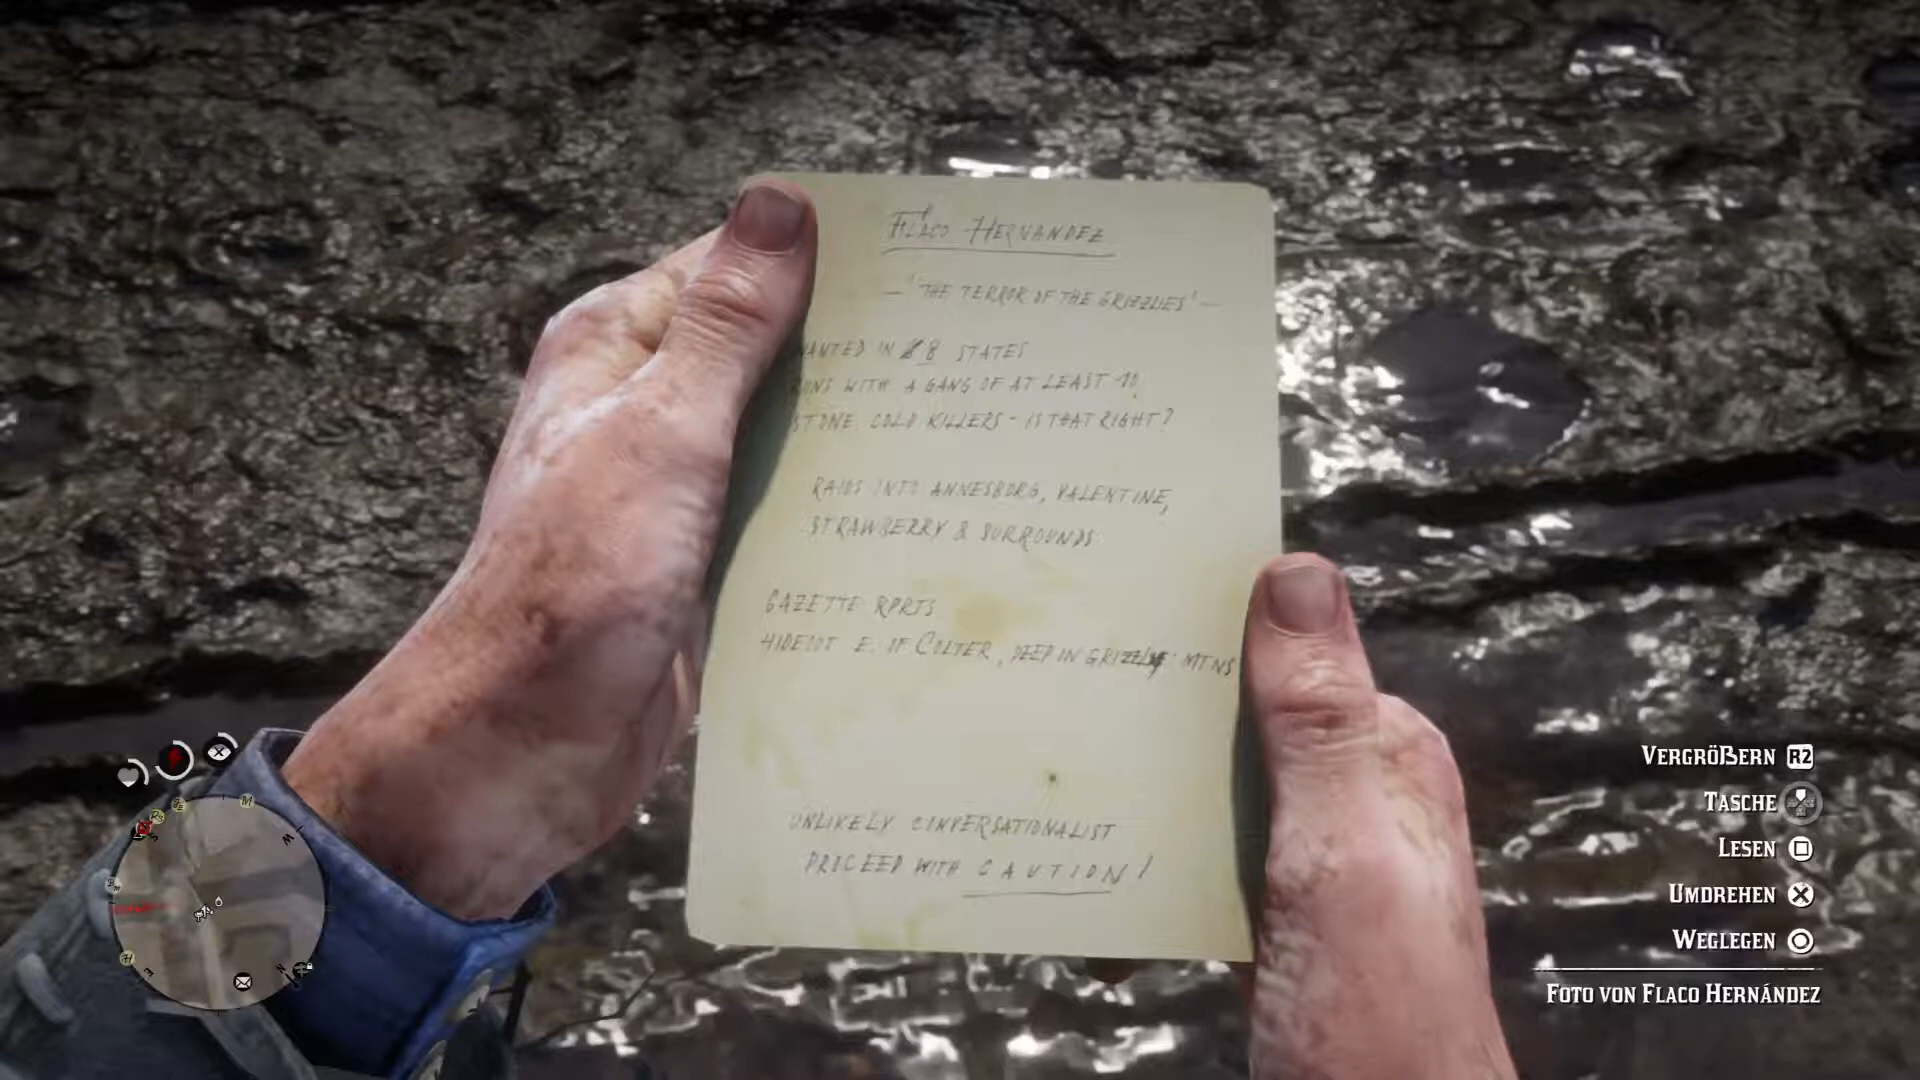 FLACO HERNANDEZ
- 'THE TERROR OF THE GRIZZLIES' -
WANTED IN 8 STATES
RUNS WITH A GANG OF AT LEAST 10
STONE COLD KILLERS - IS THAT RIGHT?
RAIDS INTO ANNESBURG, VALENTINE,
STRAWBERRY & SURROUNDS
GAZETTE RPRTS
HIDEOUT E. OF COLTER, DEEP IN GRIZZLY MTNS
UNLIKELY CONVERSATIONALIST
PROCEED WITH CAUTION!
VERGRÖẞERN R2
TASCHE
LESEN
UMDREHEN
WEGLEGEN
FOTO VON FLACO HERNÁNDEZ